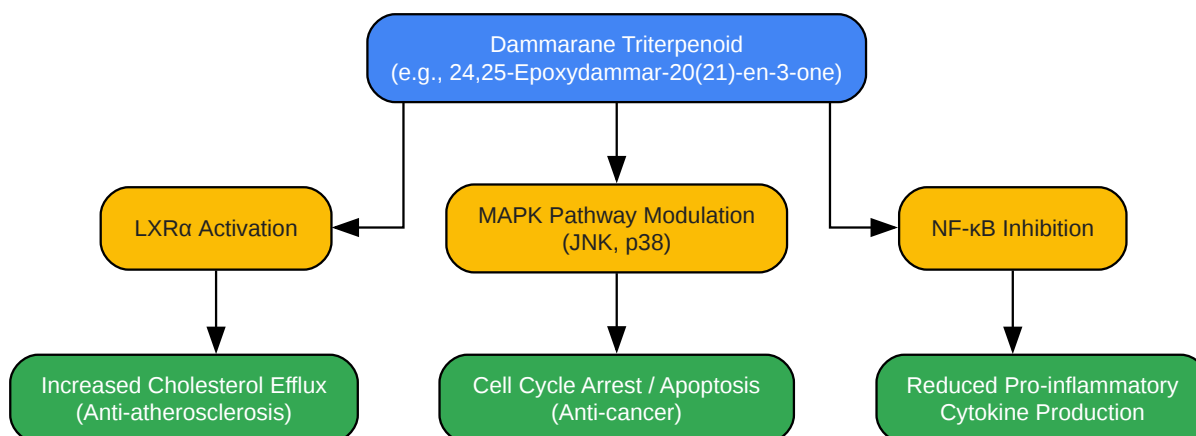 Dammarane Triterpenoid
(e.g., 24,25-Epoxydammar-20(21)-en-3-one)
LXRα Activation
MAPK Pathway Modulation
(JNK, p38)
NF-κB Inhibition
Increased Cholesterol Efflux
(Anti-atherosclerosis)
Cell Cycle Arrest / Apoptosis
(Anti-cancer)
Reduced Pro-inflammatory
Cytokine Production